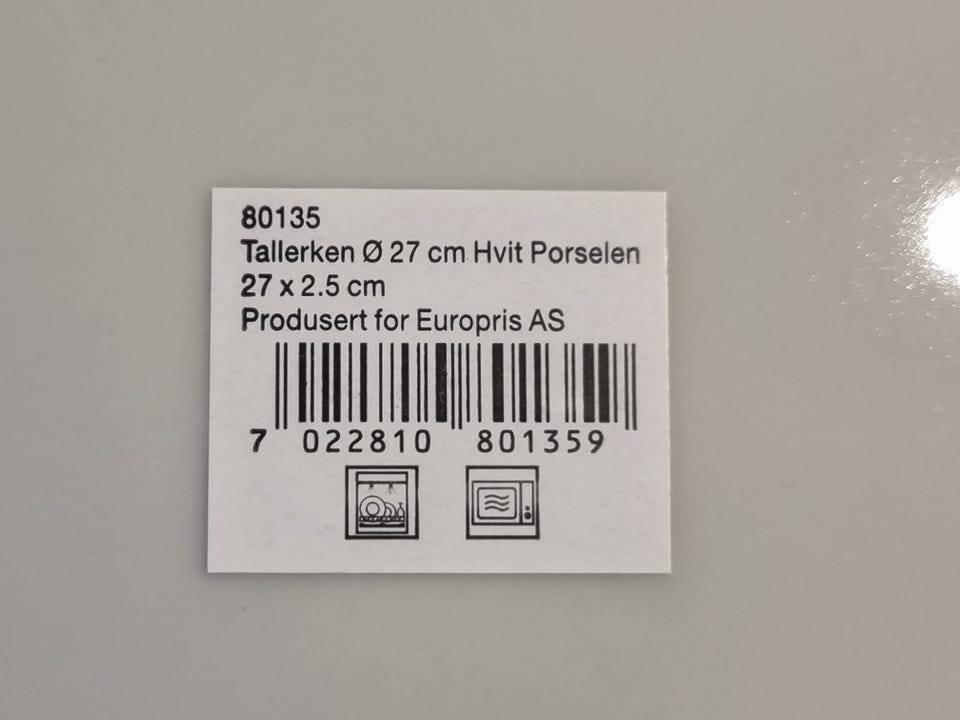 80135
Tallerken Ø 27 cm Hvit Porselen
27 x 2.5 cm
Produsert for Europris AS
7 022810 801359